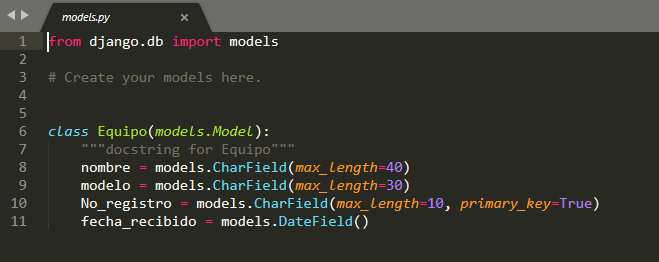 models.py
1 from django.db import models
2
3 # Create your models here.
4
5
6 class Equipo(models.Model):
7     """docstring for Equipo"""
8     nombre = models.CharField(max_length=40)
9     modelo = models.CharField(max_length=30)
10     No_registro = models.CharField(max_length=10, primary_key=True)
11     fecha_recibido = models.DateField()